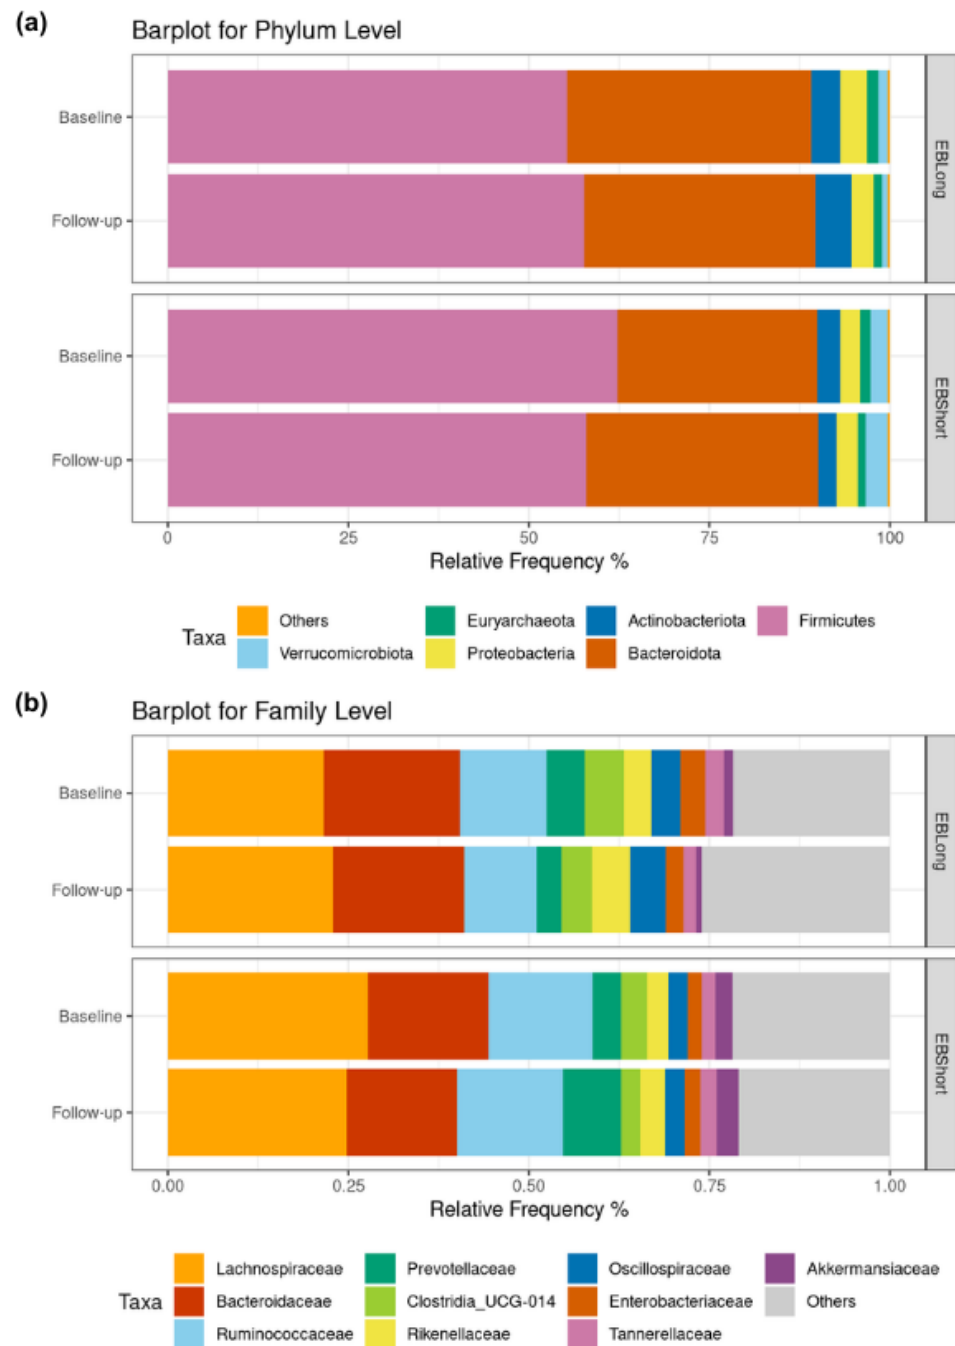 (a)
Barplot for Phylum Level
Baseline
Follow-up
EBLong
Baseline
Follow-up
EBShort
0 25 50 75 100
Relative Frequency %
Taxa
Others Euryarchaeota Actinobacteriota Firmicutes
Verrucomicrobiota Proteobacteria Bacteroidota
(b)
Barplot for Family Level
Baseline
Follow-up
EBLong
Baseline
Follow-up
EBShort
0.00 0.25 0.50 0.75 1.00
Relative Frequency %
Taxa
Lachnospiraceae Prevotellaceae Oscillospiraceae Akkermansiaceae
Bacteroidaceae Clostridia_UCG-014 Enterobacteriaceae Others
Ruminococcaceae Rikenellaceae Tannerellaceae